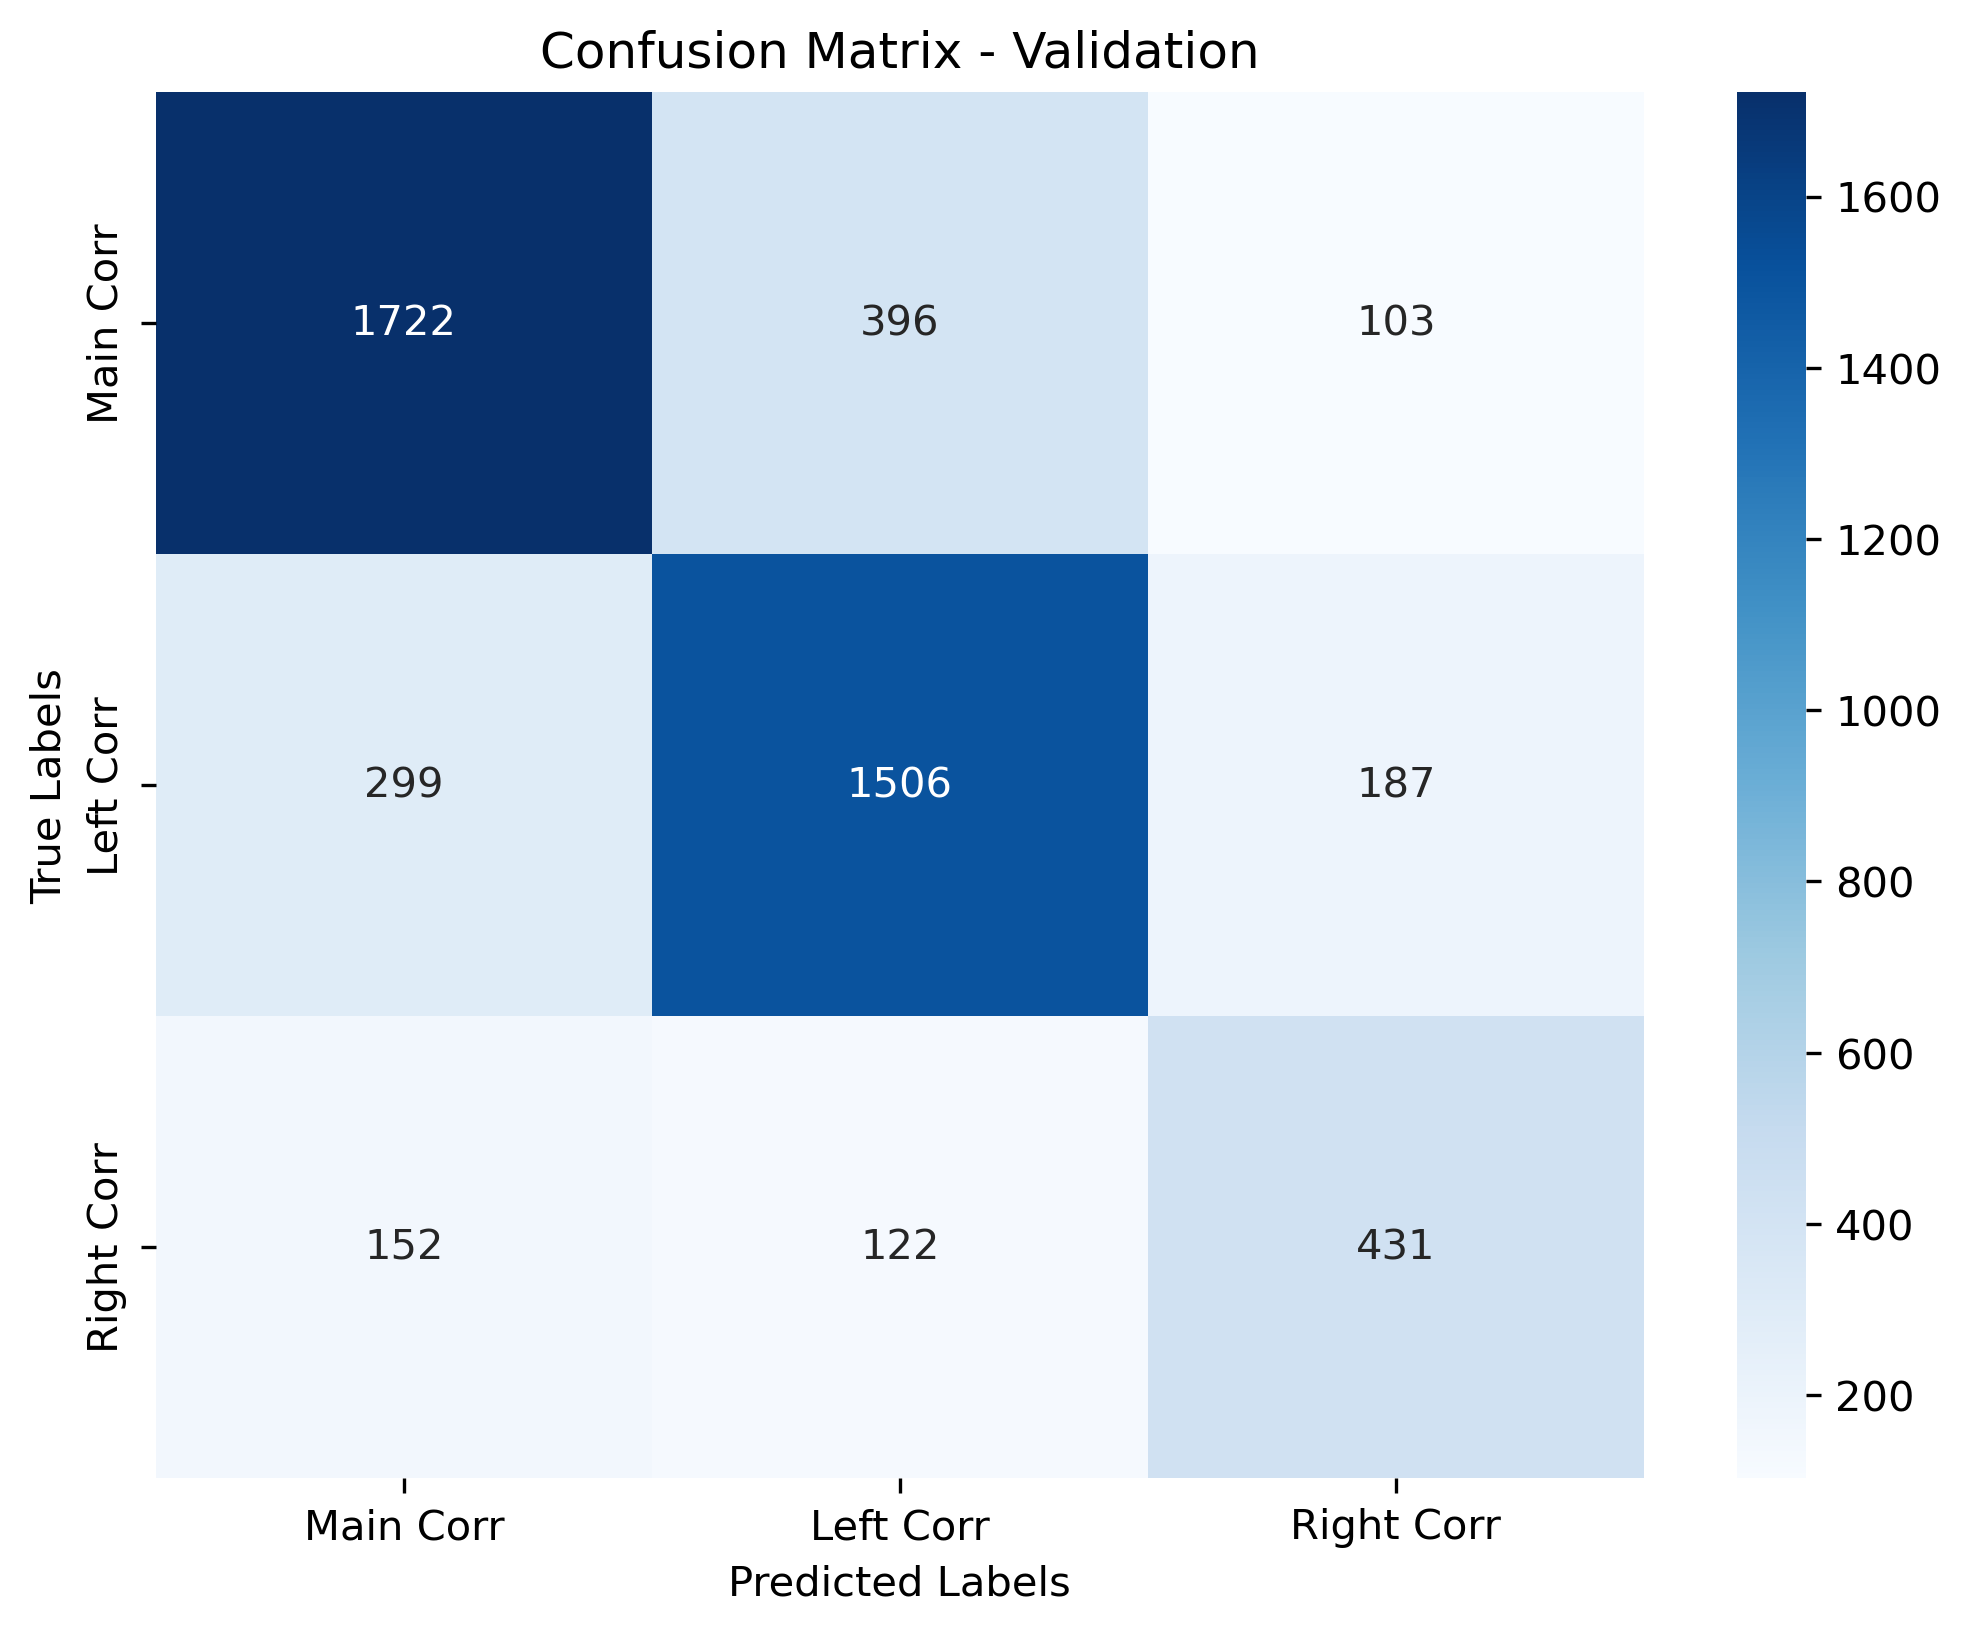 Confusion Matrix - Validation
True Labels
Main Corr
1722 396 103
Left Corr
299 1506 187
Right Corr
152 122 431
Main Corr Left Corr Right Corr
Predicted Labels
1600
1400
1200
1000
800
600
400
200